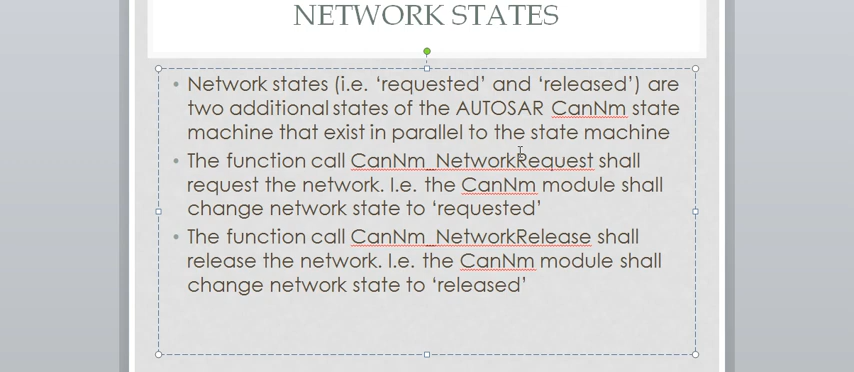 NETWORK STATES
• Network states (i.e. ‘requested’ and ‘released’) are
two additional states of the AUTOSAR CanNm state
machine that exist in parallel to the state machine
• The function call CanNm_NetworkRequest shall
request the network. I.e. the CanNm module shall
change network state to ‘requested’
• The function call CanNm_NetworkRelease shall
release the network. I.e. the CanNm module shall
change network state to ‘released’